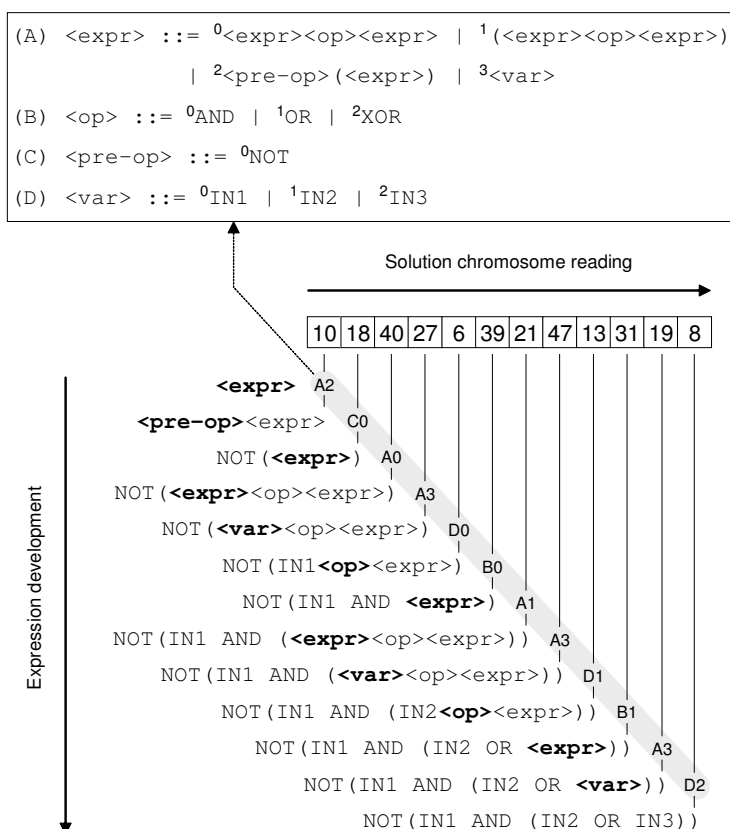 (A) <expr> ::= ⁰<expr><op><expr> | ¹(<expr><op><expr>)
| ²<pre-op>(<expr>) | ³<var>
(B) <op> ::= ⁰AND | ¹OR | ²XOR
(C) <pre-op> ::= ⁰NOT
(D) <var> ::= ⁰IN1 | ¹IN2 | ²IN3
Solution chromosome reading
10 18 40 27 6 39 21 47 13 31 19 8
Expression development
<expr> A2
<pre-op><expr> C0
NOT(<expr>) A0
NOT(<expr><op><expr>) A3
NOT(<var><op><expr>) D0
NOT(IN1<op><expr>) B0
NOT(IN1 AND <expr>) A1
NOT(IN1 AND (<expr><op><expr>)) A3
NOT(IN1 AND (<var><op><expr>)) D1
NOT(IN1 AND (IN2<op><expr>)) B1
NOT(IN1 AND (IN2 OR <expr>)) A3
NOT(IN1 AND (IN2 OR <var>)) D2
NOT(IN1 AND (IN2 OR IN3))